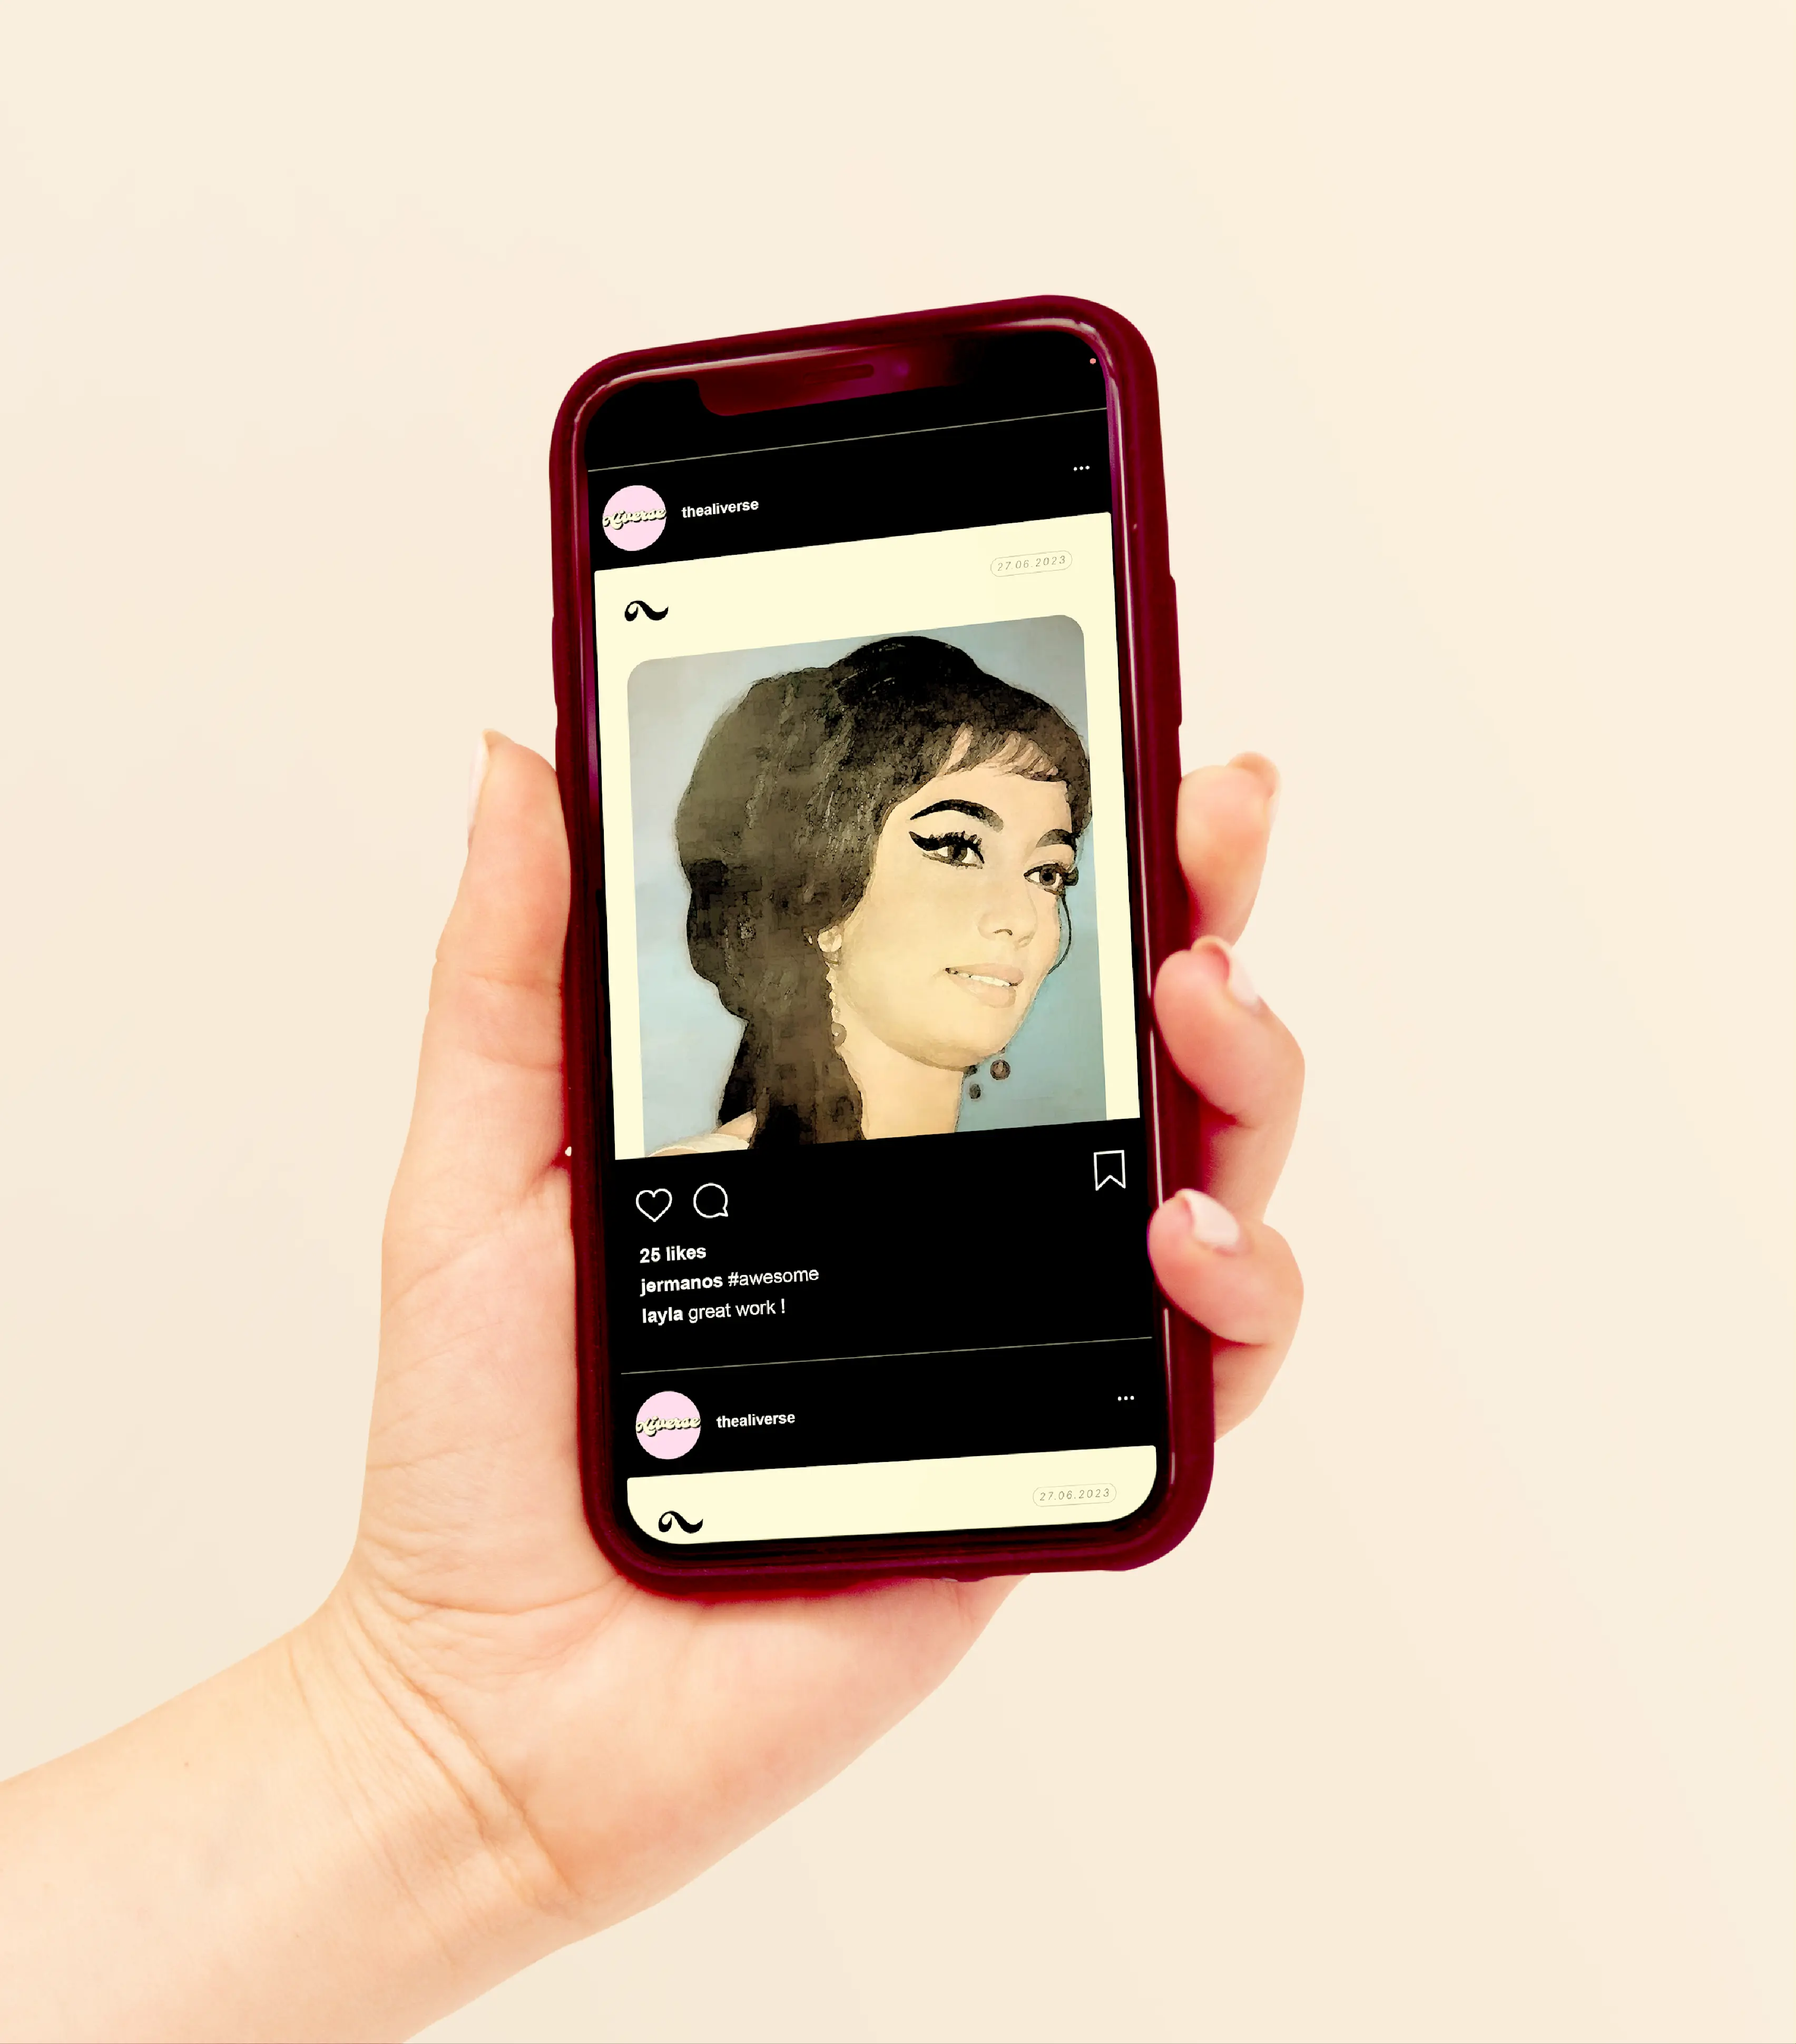 thealiverse
27.06.2023
25 likes
jermanos #awesome
layla great work !
thealiverse
27.06.2023